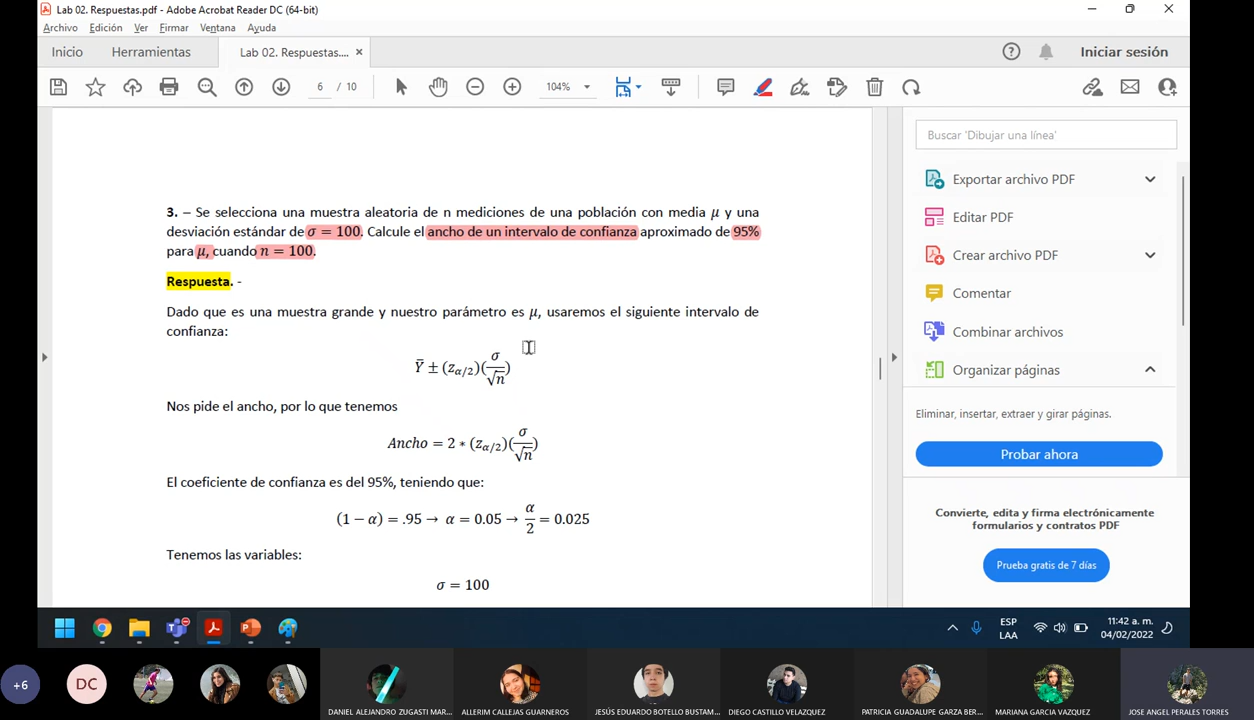 Lab 02. Respuestas.pdf - Adobe Acrobat Reader DC (64-bit)
Archivo Edición Ver Firmar Ventana Ayuda
Inicio Herramientas Lab 02. Respuestas.... × Iniciar sesión
6 / 10 104%
Buscar 'Dibujar una línea'
Exportar archivo PDF
Editar PDF
Crear archivo PDF
Comentar
Combinar archivos
Organizar páginas
Eliminar, insertar, extraer y girar páginas.
Probar ahora
Convierte, edita y firma electrónicamente
formularios y contratos PDF
Prueba gratis de 7 días
3. – Se selecciona una muestra aleatoria de n mediciones de una población con media μ y una
desviación estándar de σ = 100. Calcule el ancho de un intervalo de confianza aproximado de 95%
para μ, cuando n = 100.
Respuesta. -
Dado que es una muestra grande y nuestro parámetro es μ, usaremos el siguiente intervalo de
confianza:
Ȳ ± (z_{α/2})(σ/√n)
Nos pide el ancho, por lo que tenemos
Ancho = 2 ∗ (z_{α/2})(σ/√n)
El coeficiente de confianza es del 95%, teniendo que:
(1 − α) = .95 → α = 0.05 → α/2 = 0.025
Tenemos las variables:
σ = 100
ESP
LAA
11:42 a. m.
04/02/2022
+6 DC
DANIEL ALEJANDRO ZUGASTI MAR... ALLERIM CALLEJAS GUARNEROS JESÚS EDUARDO BOTELLO BUSTAM... DIEGO CASTILLO VELAZQUEZ PATRICIA GUADALUPE GARZA BER... MARIANA GARCIA VAZQUEZ JOSE ANGEL PERALES TORRES